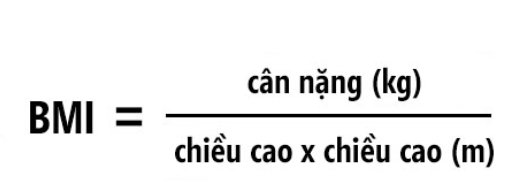 cân nặng (kg)
BMI =
chiều cao x chiều cao (m)